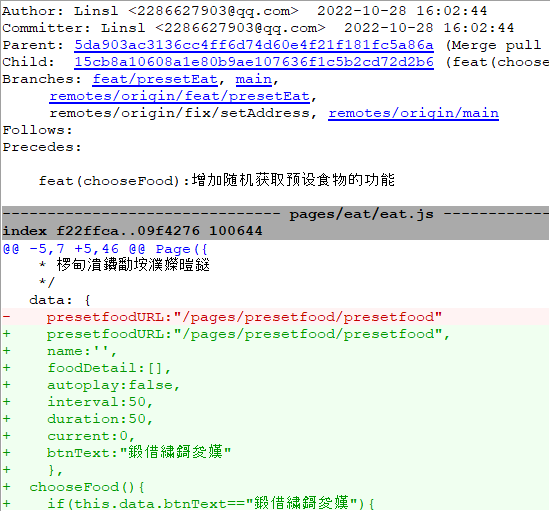 Author: Linsl <2286627903@qq.com>  2022-10-28 16:02:44
Committer: Linsl <2286627903@qq.com>  2022-10-28 16:02:44
Parent: 5da903ac3136cc4ff6d74d60e4f21f181fc5a86a (Merge pull
Child:  15cb8a10608a1e80b9ae107636f1c5b2cd72d2b6 (feat(choose
Branches: feat/presetEat, main,
remotes/origin/feat/presetEat,
remotes/origin/fix/setAddress, remotes/origin/main
Follows:
Precedes:
feat(chooseFood):增加随机获取预设食物的功能
------------------------------ pages/eat/eat.js ------------
index f22ffca..09f4276 100644
@@ -5,7 +5,46 @@ Page({
* 椤甸潰鐨勫垵濮嬫暟鎹
*/
data: {
-    presetfoodURL:"/pages/presetfood/presetfood"
+    presetfoodURL:"/pages/presetfood/presetfood",
+    name:'',
+    foodDetail:[],
+    autoplay:false,
+    interval:50,
+    duration:50,
+    current:0,
+    btnText:"鍛借繍鎶夋嫨"
+    },
+  chooseFood(){
+    if(this.data.btnText=="鍛借繍鎶夋嫨"){